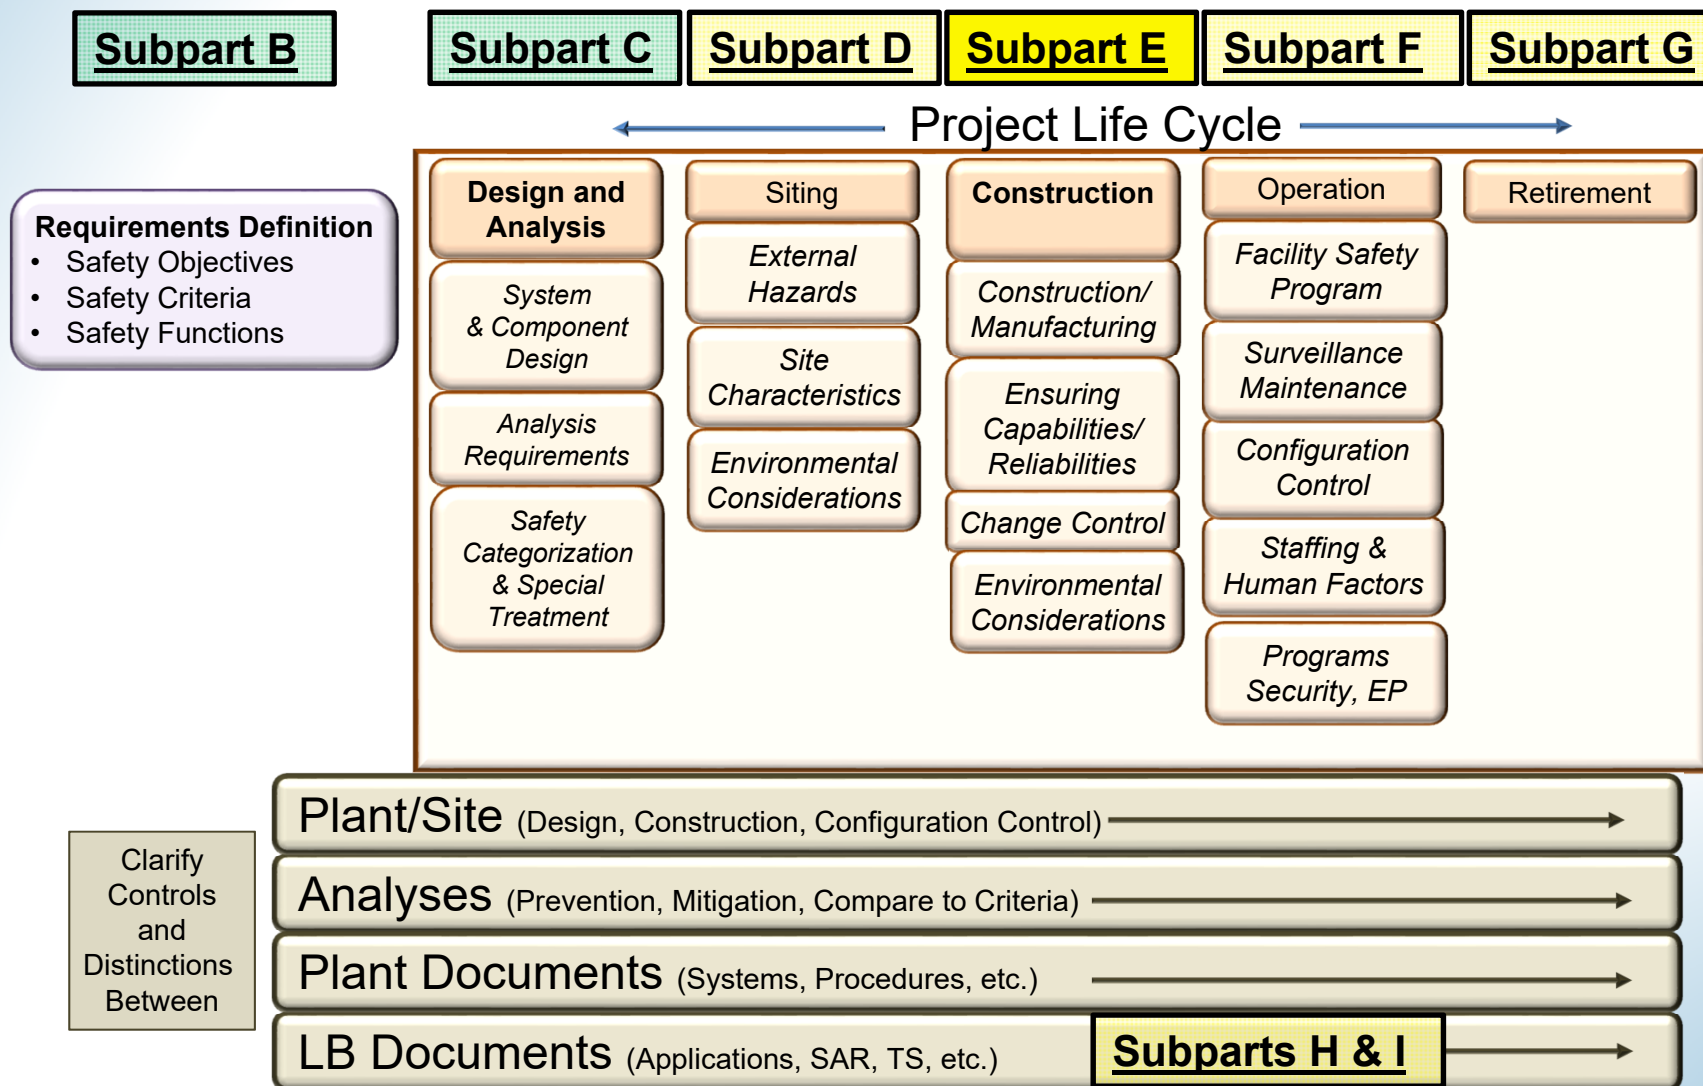 Subpart B
Subpart C
Subpart D
Subpart E
Subpart F
Subpart G
Project Life Cycle
Requirements Definition
• Safety Objectives
• Safety Criteria
• Safety Functions
Design and
Analysis
System
& Component
Design
Analysis
Requirements
Safety
Categorization
& Special
Treatment
Siting
External
Hazards
Site
Characteristics
Environmental
Considerations
Construction
Construction/
Manufacturing
Ensuring
Capabilities/
Reliabilities
Change Control
Environmental
Considerations
Operation
Facility Safety
Program
Surveillance
Maintenance
Configuration
Control
Staffing &
Human Factors
Programs
Security, EP
Retirement
Clarify
Controls
and
Distinctions
Between
Plant/Site (Design, Construction, Configuration Control)
Analyses (Prevention, Mitigation, Compare to Criteria)
Plant Documents (Systems, Procedures, etc.)
LB Documents (Applications, SAR, TS, etc.)
Subparts H & I